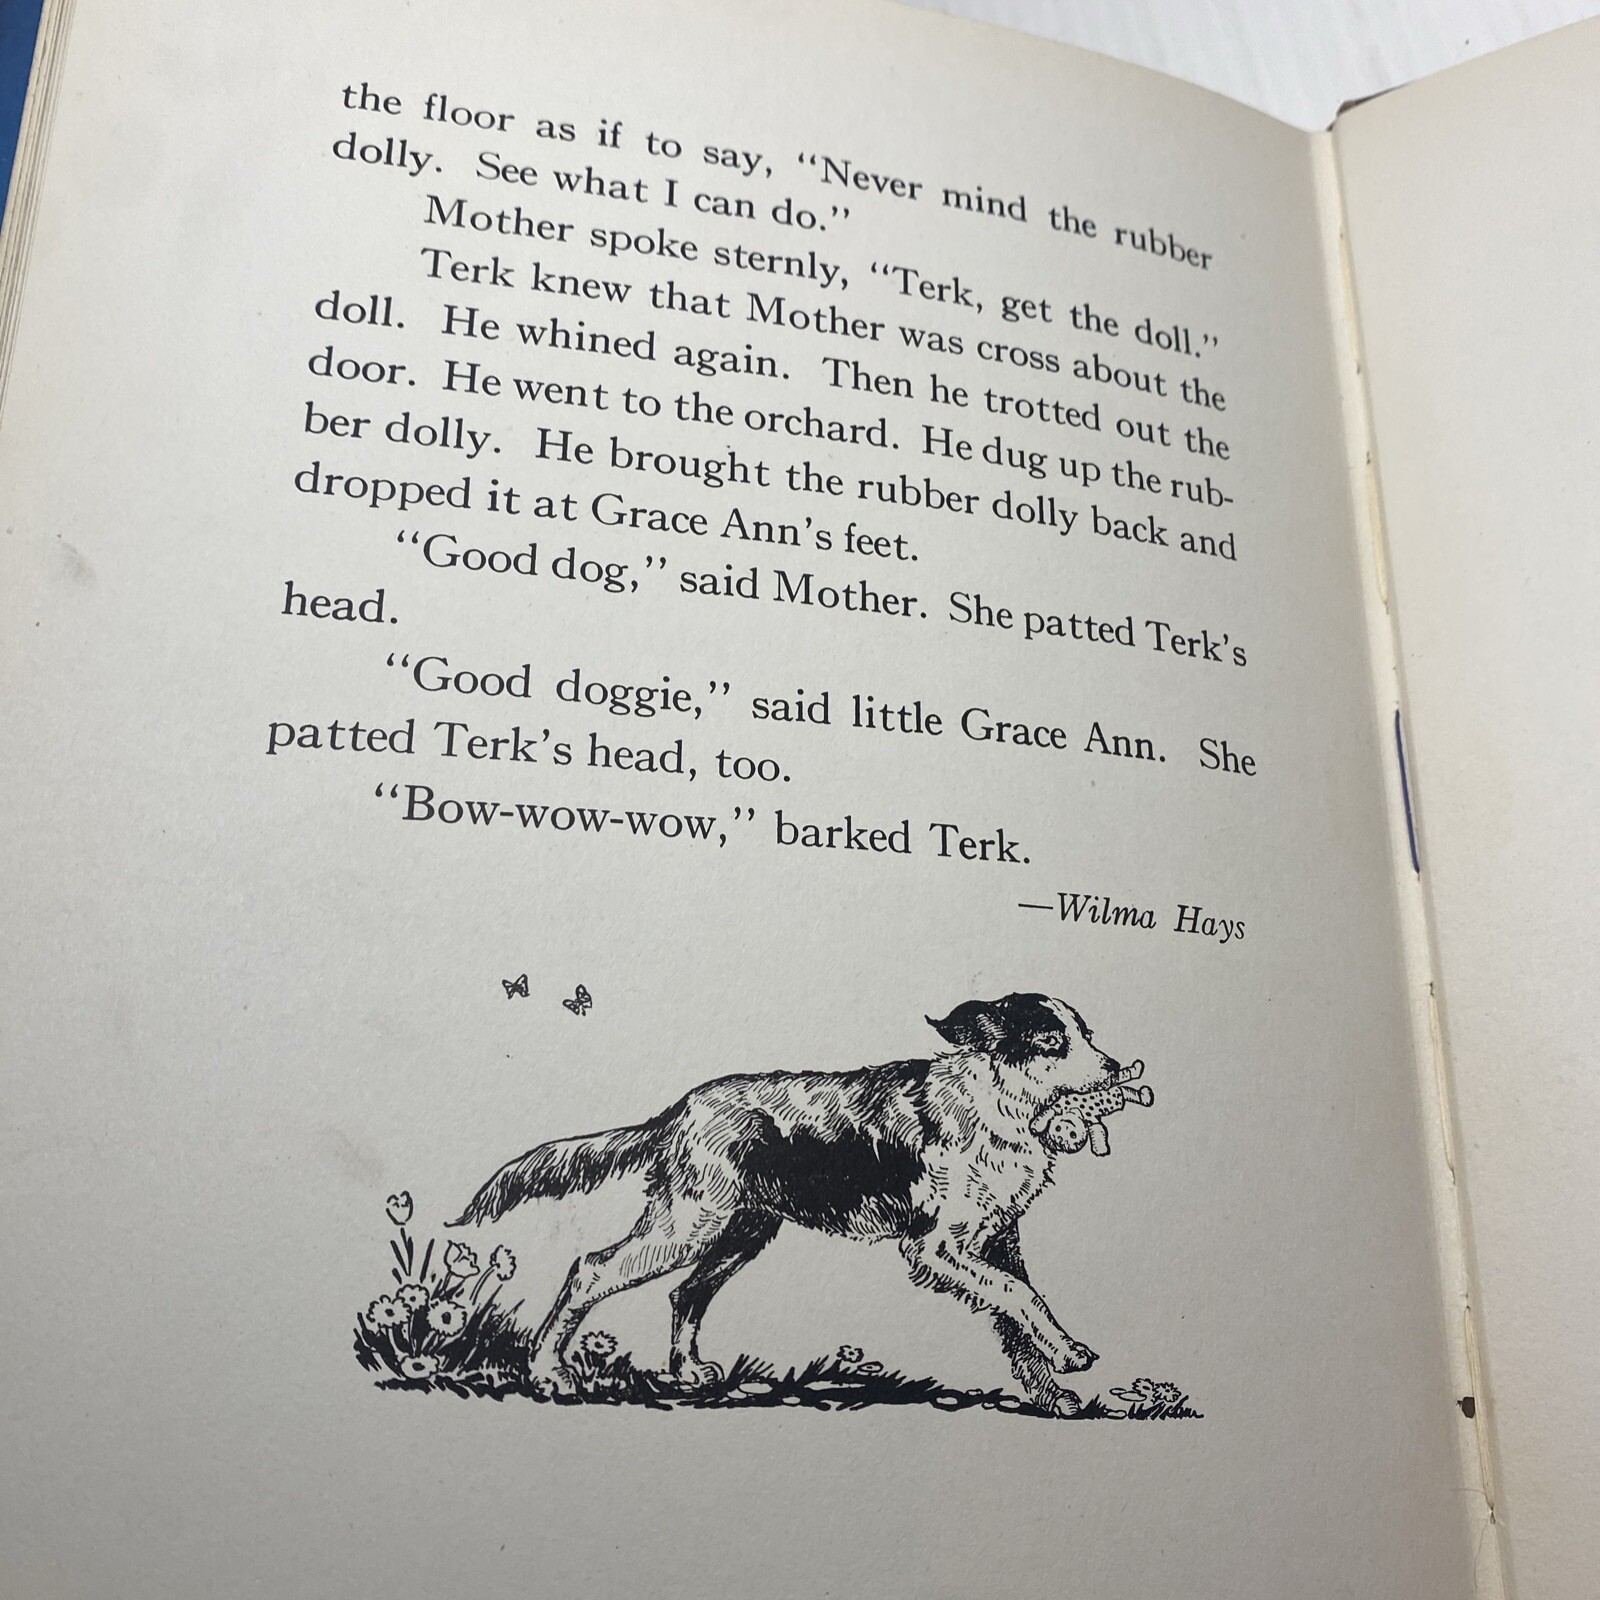 the floor as if to say, “Never mind the rubber
dolly. See what I can do.”
Mother spoke sternly, “Terk, get the doll.”
Terk knew that Mother was cross about the
doll. He whined again. Then he trotted out the
door. He went to the orchard. He dug up the rub-
ber dolly. He brought the rubber dolly back and
dropped it at Grace Ann’s feet.
“Good dog,” said Mother. She patted Terk’s
head.
“Good doggie,” said little Grace Ann. She
patted Terk’s head, too.
“Bow-wow-wow,” barked Terk.
—Wilma Hays